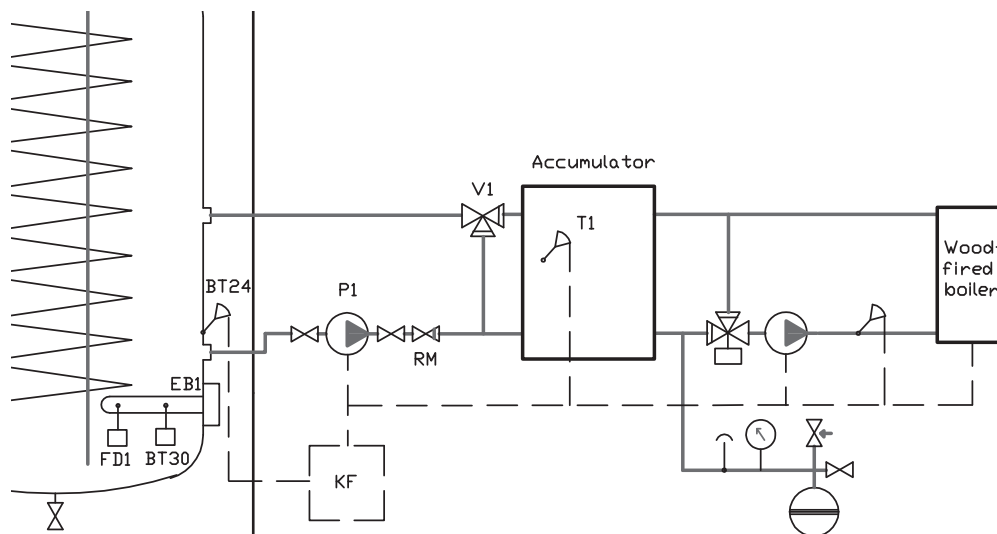 Accumulator
V1
T1
Wood-
fired
boiler
BT24
P1
RM
EB1
FD1
BT30
KF